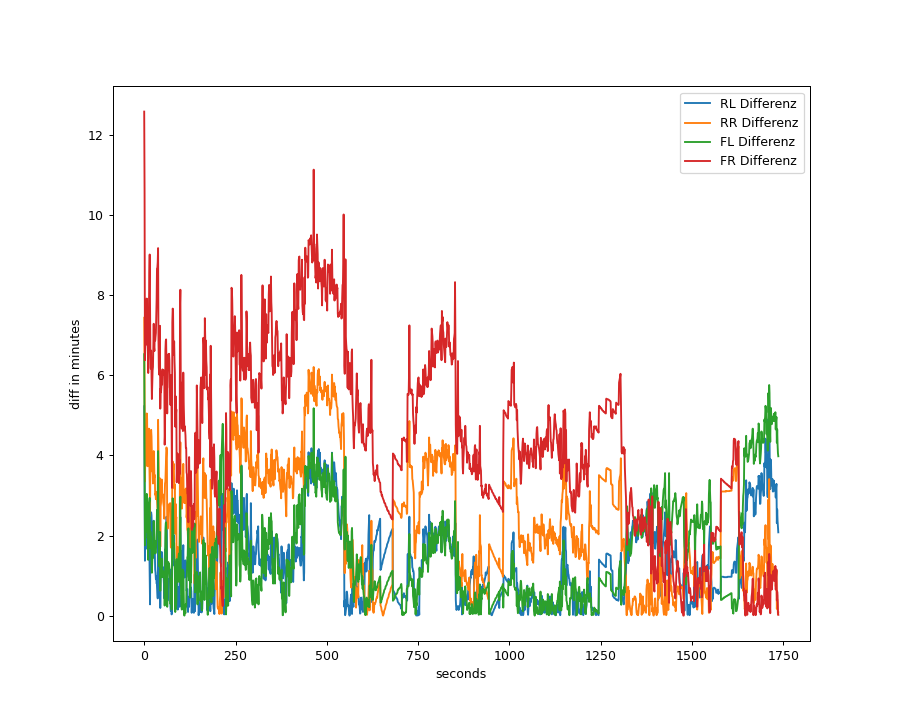 RL Differenz
RR Differenz
FL Differenz
FR Differenz
12
10
8
6
4
2
0
diff in minutes
0 250 500 750 1000 1250 1500 1750
seconds